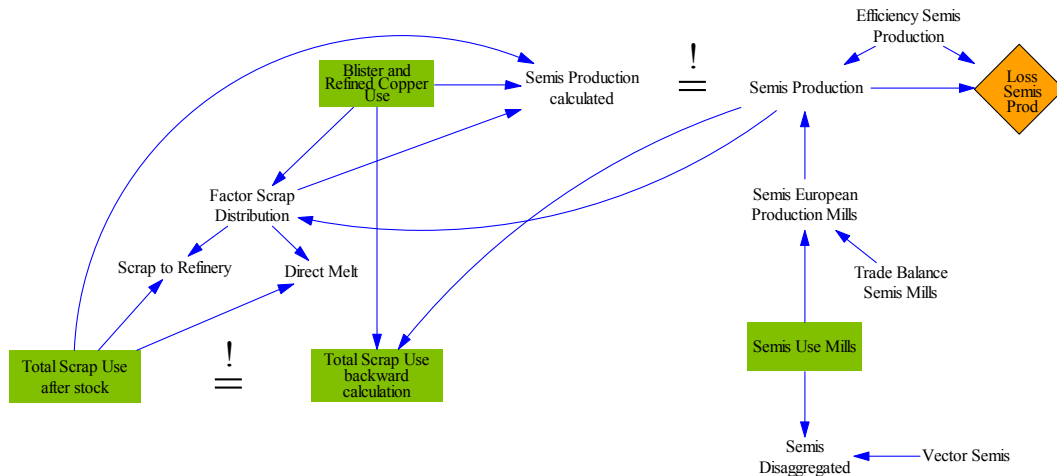 Efficiency Semis
Production
Blister and
Refined Copper
Use
Semis Production
calculated
!
=
Semis Production
Loss
Semis
Prod
Factor Scrap
Distribution
Semis European
Production Mills
Scrap to Refinery
Direct Melt
Trade Balance
Semis Mills
Total Scrap Use
after stock
!
=
Total Scrap Use
backward
calculation
Semis Use Mills
Semis
Disaggregated
Vector Semis